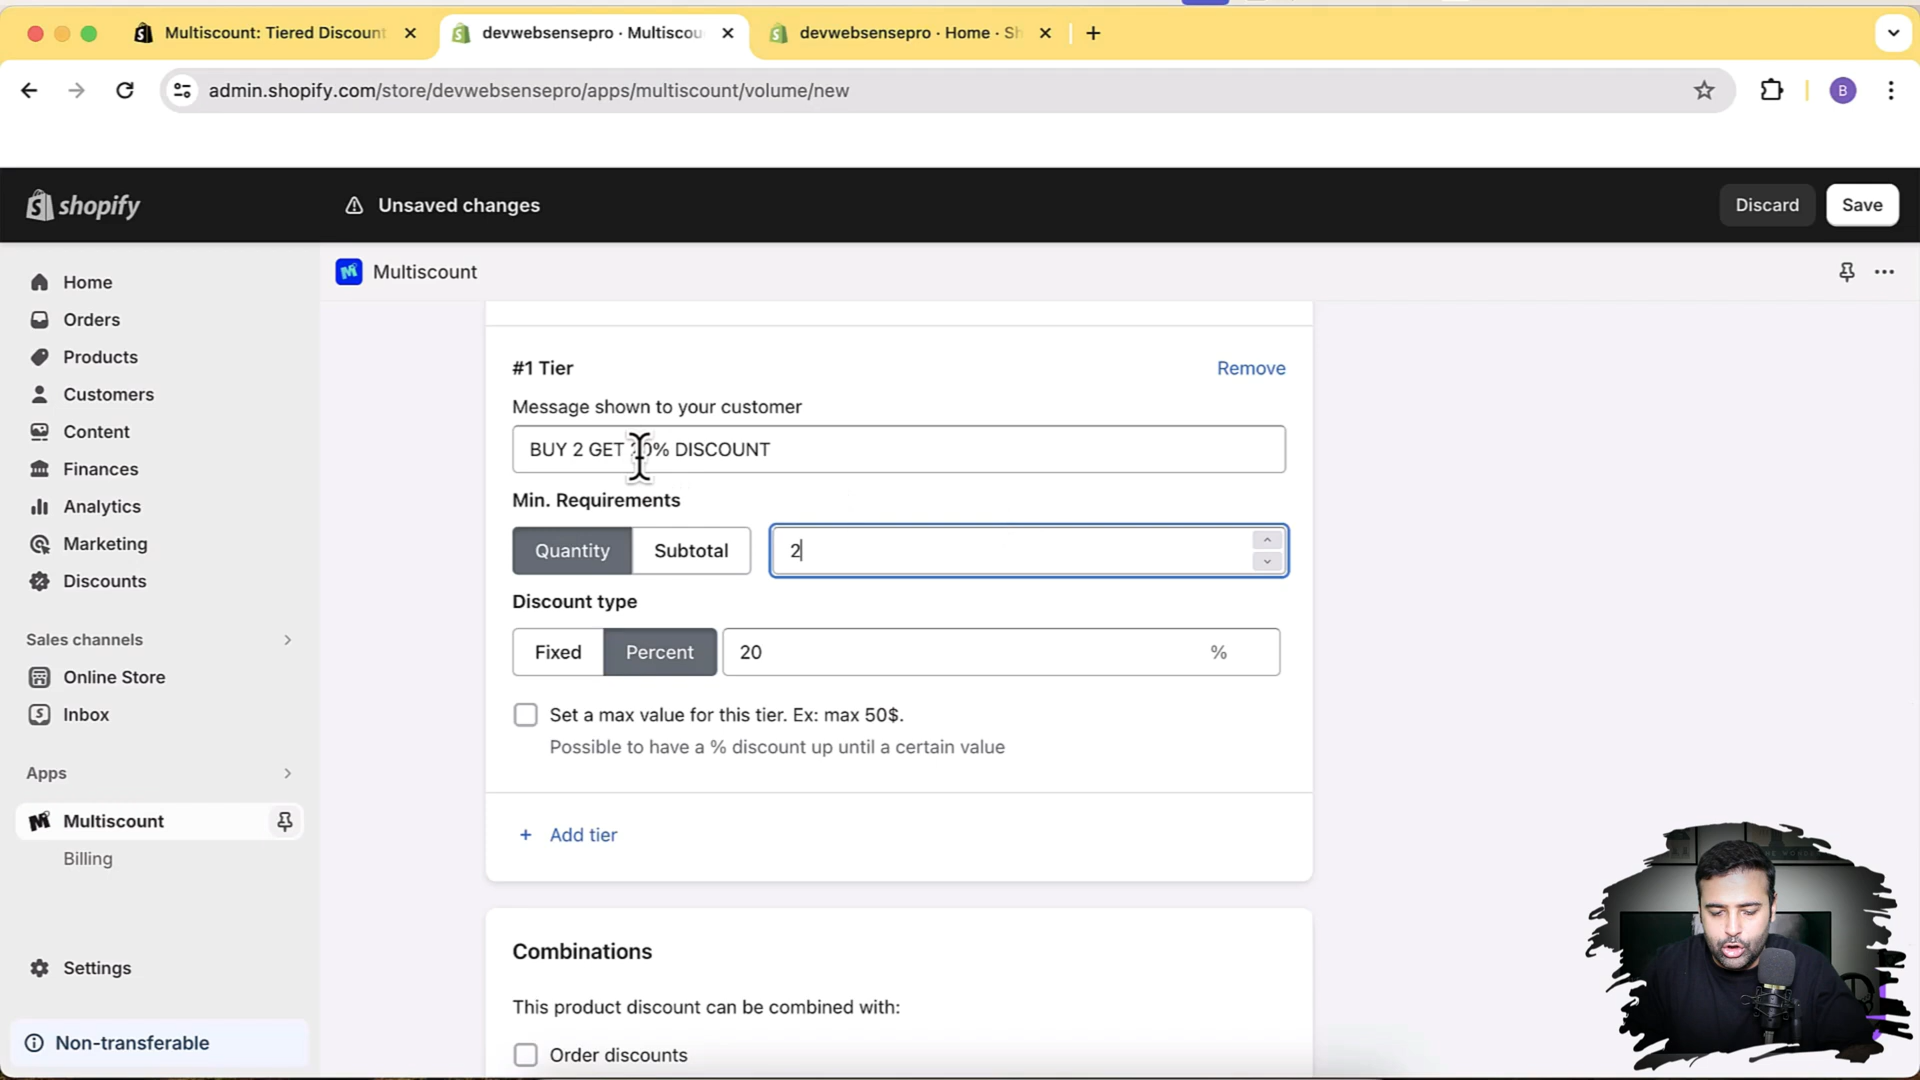 Multiscount: Tiered Discount
devwebsensepro · Multiscou
devwebsensepro · Home · Sh
admin.shopify.com/store/devwebsensepro/apps/multiscount/volume/new
B
shopify
Unsaved changes
Discard
Save
Home
Orders
Products
Customers
Content
Finances
Analytics
Marketing
Discounts
Sales channels
Online Store
Inbox
Apps
Multiscount
Billing
Settings
Non-transferable
Multiscount
#1 Tier
Remove
Message shown to your customer
BUY 2 GET 20% DISCOUNT
Min. Requirements
Quantity
Subtotal
2
Discount type
Fixed
Percent
20
%
Set a max value for this tier. Ex: max 50$.
Possible to have a % discount up until a certain value
+ Add tier
Combinations
This product discount can be combined with:
Order discounts